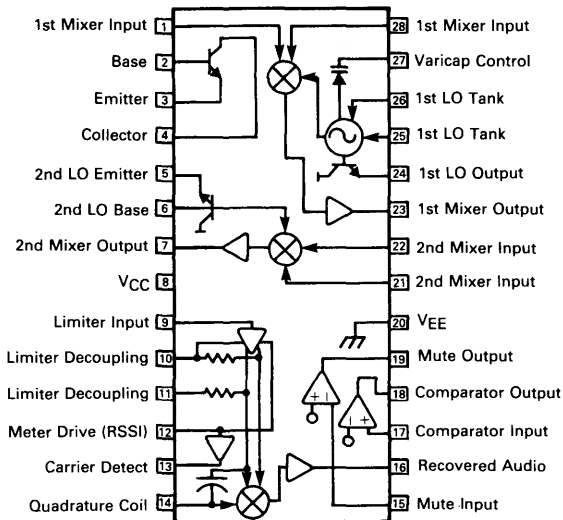 1st Mixer Input 1
Base 2
Emitter 3
Collector 4
2nd LO Emitter 5
2nd LO Base 6
2nd Mixer Output 7
VCC 8
Limiter Input 9
Limiter Decoupling 10
Limiter Decoupling 11
Meter Drive (RSSI) 12
Carrier Detect 13
Quadrature Coil 14
28 1st Mixer Input
27 Varicap Control
26 1st LO Tank
25 1st LO Tank
24 1st LO Output
23 1st Mixer Output
22 2nd Mixer Input
21 2nd Mixer Input
20 VEE
19 Mute Output
18 Comparator Output
17 Comparator Input
16 Recovered Audio
15 Mute Input
+ −
+ −